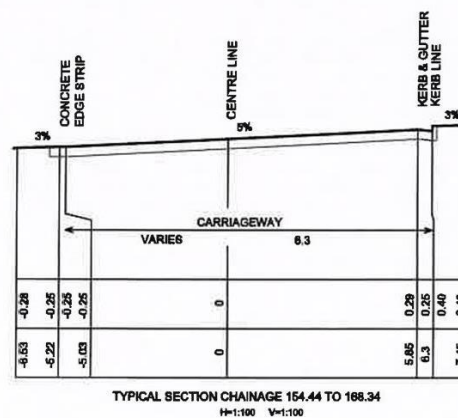 CONCRETE
EDGE STRIP
CENTRE LINE
KERB & GUTTER
KERB LINE
3%
5%
3%
CARRIAGEWAY
VARIES
6.3
-0.28
-0.25
-0.25
-0.25
0
0.29
0.25
0.40
-6.53
-5.22
-5.03
0
5.85
6.3
TYPICAL SECTION CHAINAGE 154.44 TO 168.34
H=1:100 V=1:100